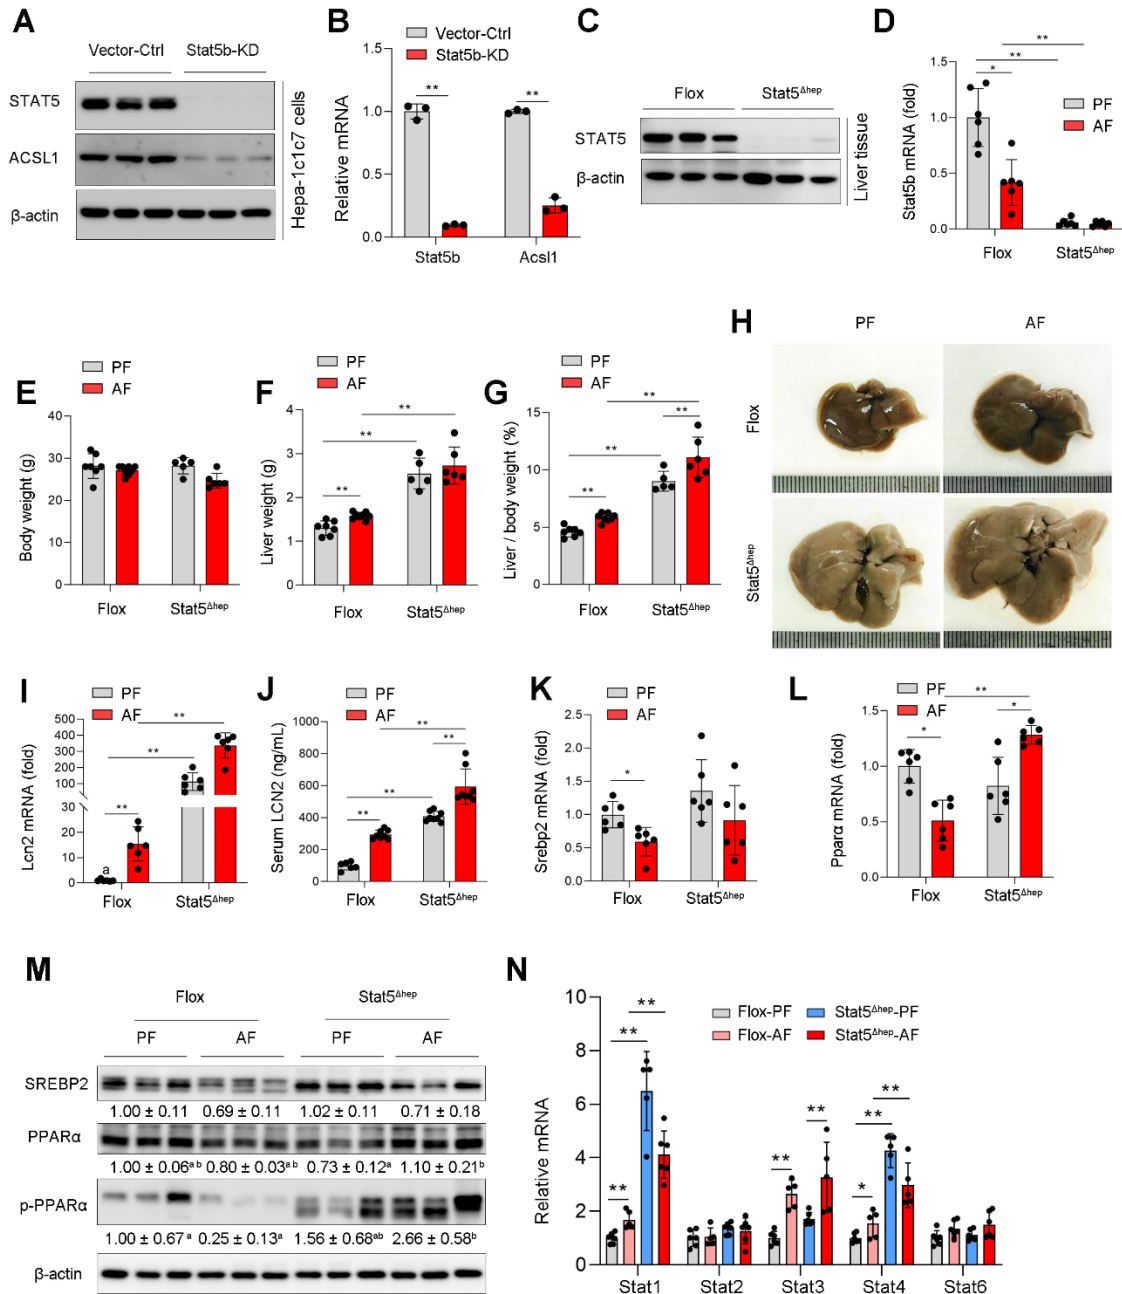 A
Vector-Ctrl Stat5b-KD
STAT5
ACSL1
β-actin
Hepa-1c1c7 cells
B
Vector-Ctrl
Stat5b-KD
Relative mRNA
1.5
1.0
0.5
0.0
** **
Stat5b Acsl1
C
Flox Stat5Δhep
STAT5
β-actin
Liver tissue
D
**
**
*
PF
AF
Stat5b mRNA (fold)
1.5
1.0
0.5
0.0
Flox Stat5Δhep
E
PF
AF
Body weight (g)
40
30
20
10
0
Flox Stat5Δhep
F
PF
AF
Liver weight (g)
4
3
2
1
0
**
**
**
Flox Stat5Δhep
G
PF
AF
Liver / body weight (%)
15
10
5
0
**
**
**
**
Flox Stat5Δhep
H
PF AF
Flox
Stat5Δhep
I
PF
AF
Lcn2 mRNA (fold)
500
400
300
200
100
30
20
10
0
**
**
**
a
Flox Stat5Δhep
J
PF
AF
Serum LCN2 (ng/mL)
1000
800
600
400
200
0
**
**
**
**
Flox Stat5Δhep
K
PF
AF
Srebp2 mRNA (fold)
2.5
2.0
1.5
1.0
0.5
0.0
*
Flox Stat5Δhep
L
PF
AF
Pparα mRNA (fold)
1.5
1.0
0.5
0.0
**
*
*
Flox Stat5Δhep
M
Flox Stat5Δhep
PF AF PF AF
SREBP2
1.00 ± 0.11 0.69 ± 0.11 1.02 ± 0.11 0.71 ± 0.18
PPARα
1.00 ± 0.06ab 0.80 ± 0.03ab 0.73 ± 0.12a 1.10 ± 0.21b
p-PPARα
1.00 ± 0.67a 0.25 ± 0.13a 1.56 ± 0.68ab 2.66 ± 0.58b
β-actin
N
Flox-PF Stat5Δhep-PF
Flox-AF Stat5Δhep-AF
Relative mRNA
10
8
6
4
2
0
**
**
**
**
**
**
**
*
Stat1 Stat2 Stat3 Stat4 Stat6